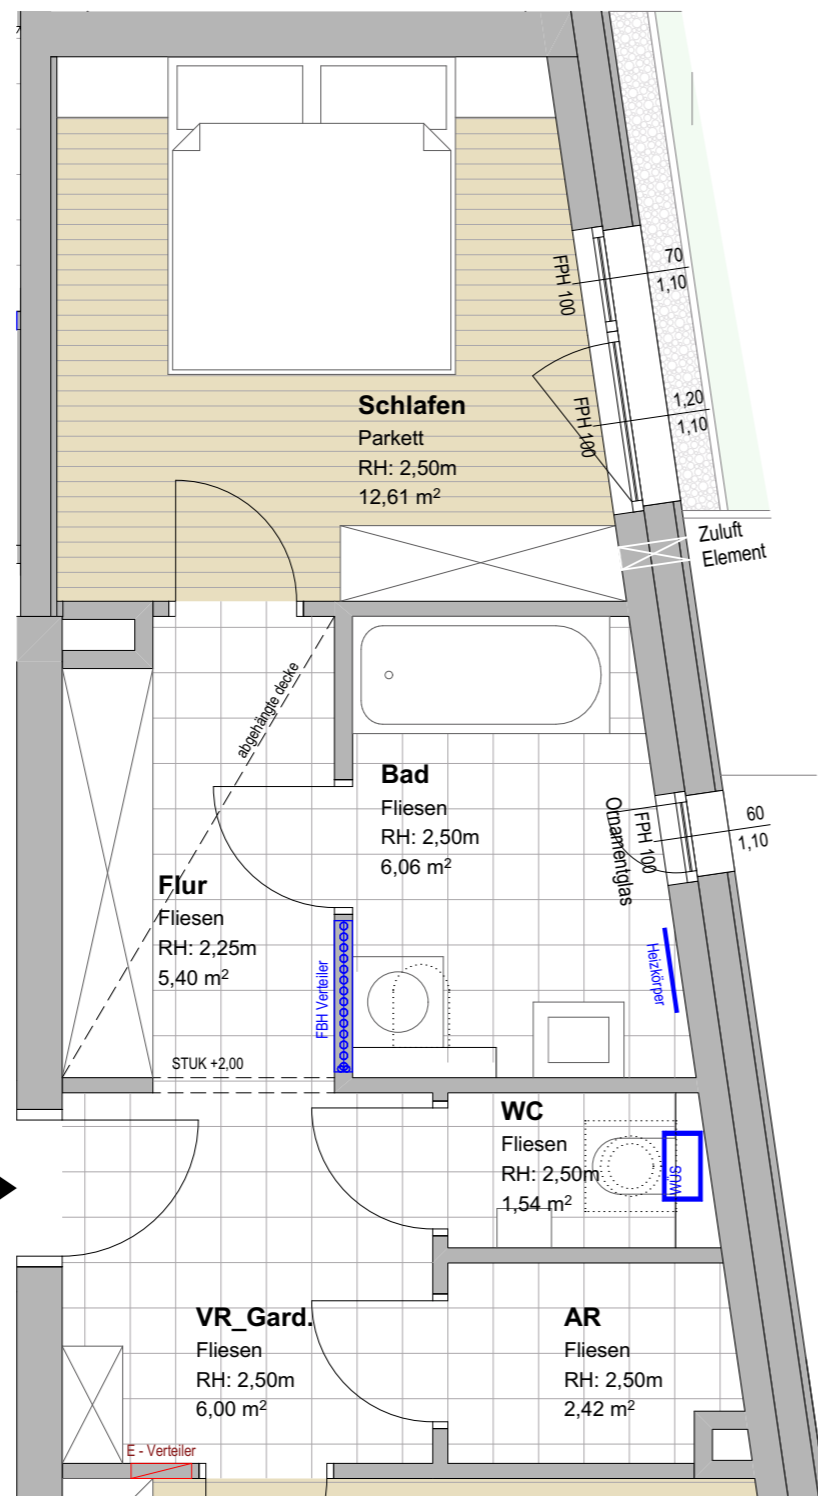 70
1,10
FPH 100
1,20
1,10
FPH 100
Schlafen
Parkett
RH: 2,50m
12,61 m²
Zuluft
Element
abgehängte decke
Bad
Fliesen
RH: 2,50m
6,06 m²
Ornamentglas
FPH 100
60
1,10
Flur
Fliesen
RH: 2,25m
5,40 m²
FBH Verteiler
Heizkörper
STUK +2,00
WC
Fliesen
RH: 2,50m
1,54 m²
WUS
VR_Gard.
Fliesen
RH: 2,50m
6,00 m²
AR
Fliesen
RH: 2,50m
2,42 m²
E - Verteiler